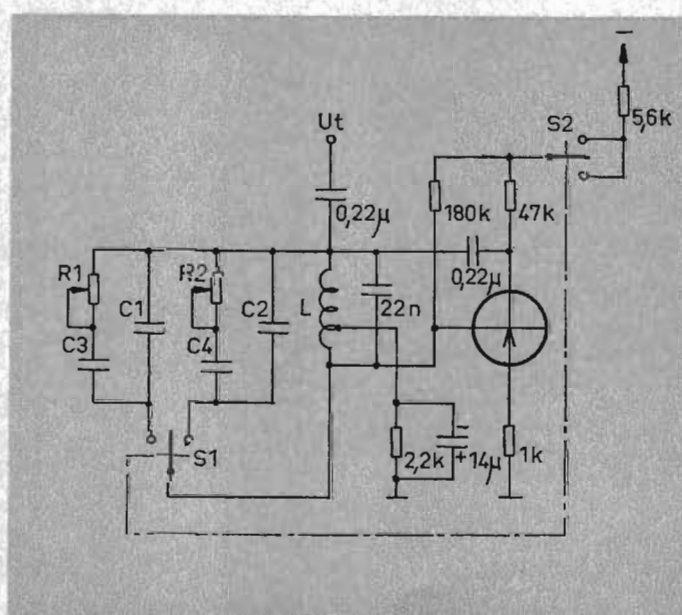 5,6k
S2
Ut
0,22µ
180k
47k
0,22µ
R1
C1
R2
C2
L
22n
C3
C4
S1
2,2k
+
14µ
1k